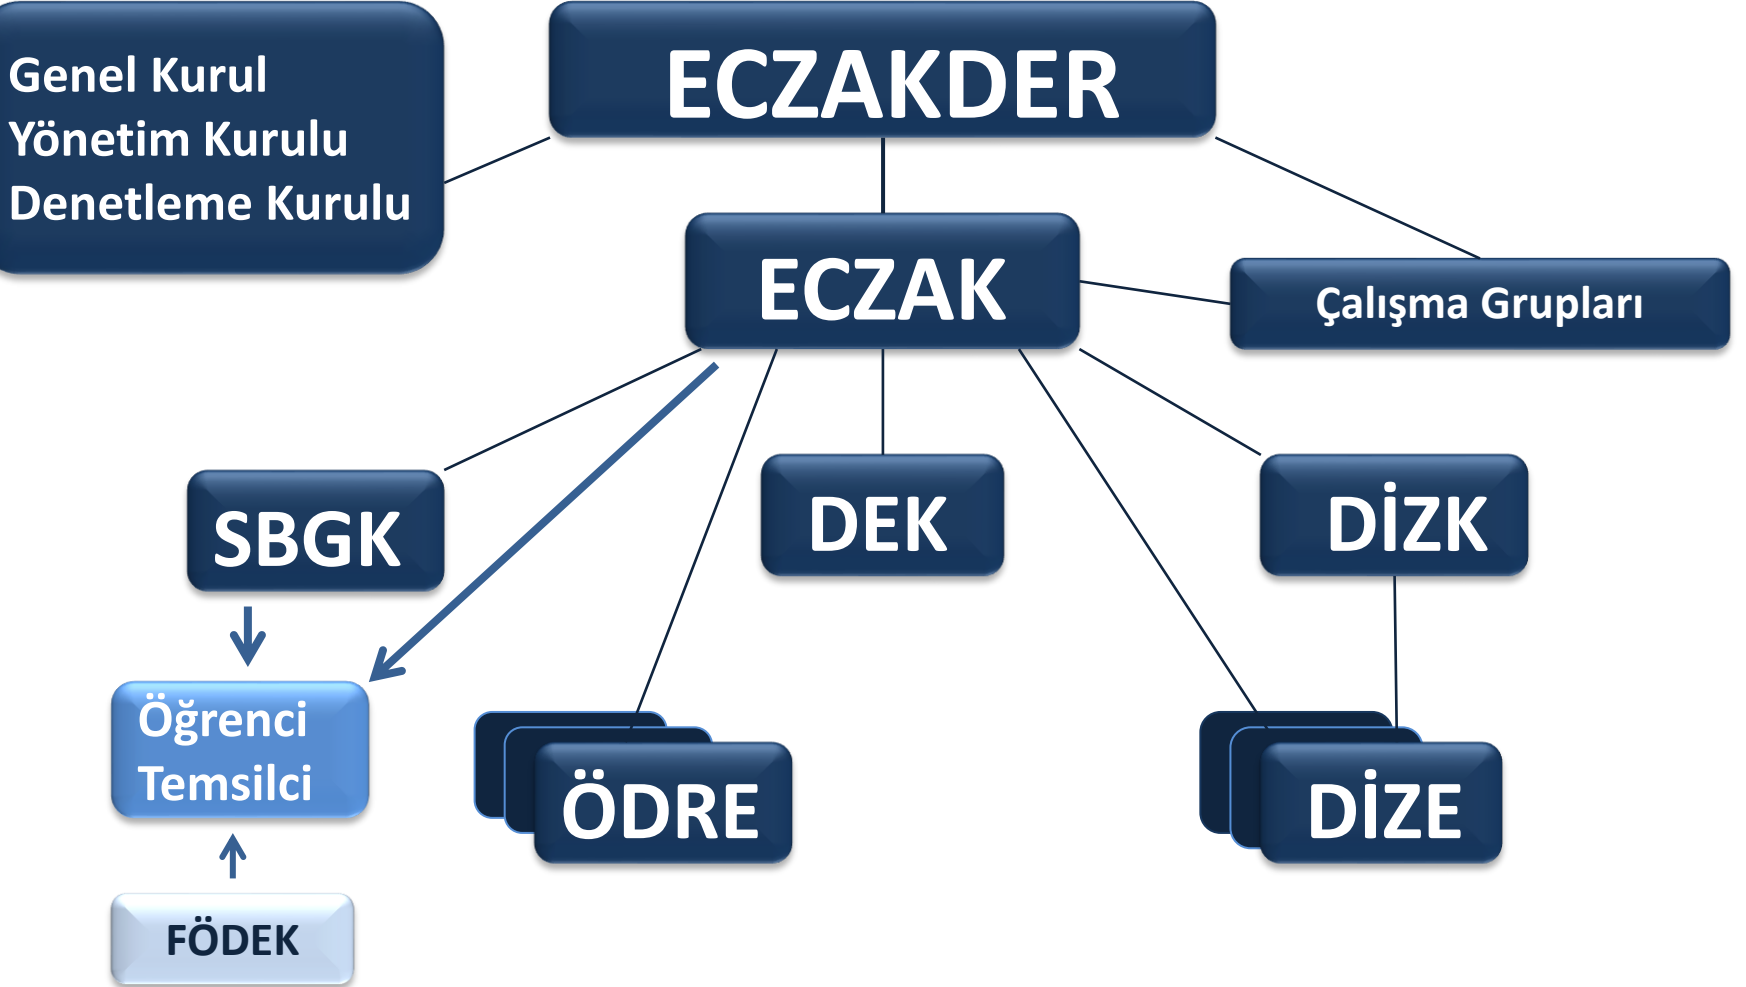 Genel Kurul
Yönetim Kurulu
Denetleme Kurulu
ECZAKDER
ECZAK
Çalışma Grupları
SBGK
DEK
DİZK
Öğrenci
Temsilci
ÖDRE
DİZE
FÖDEK